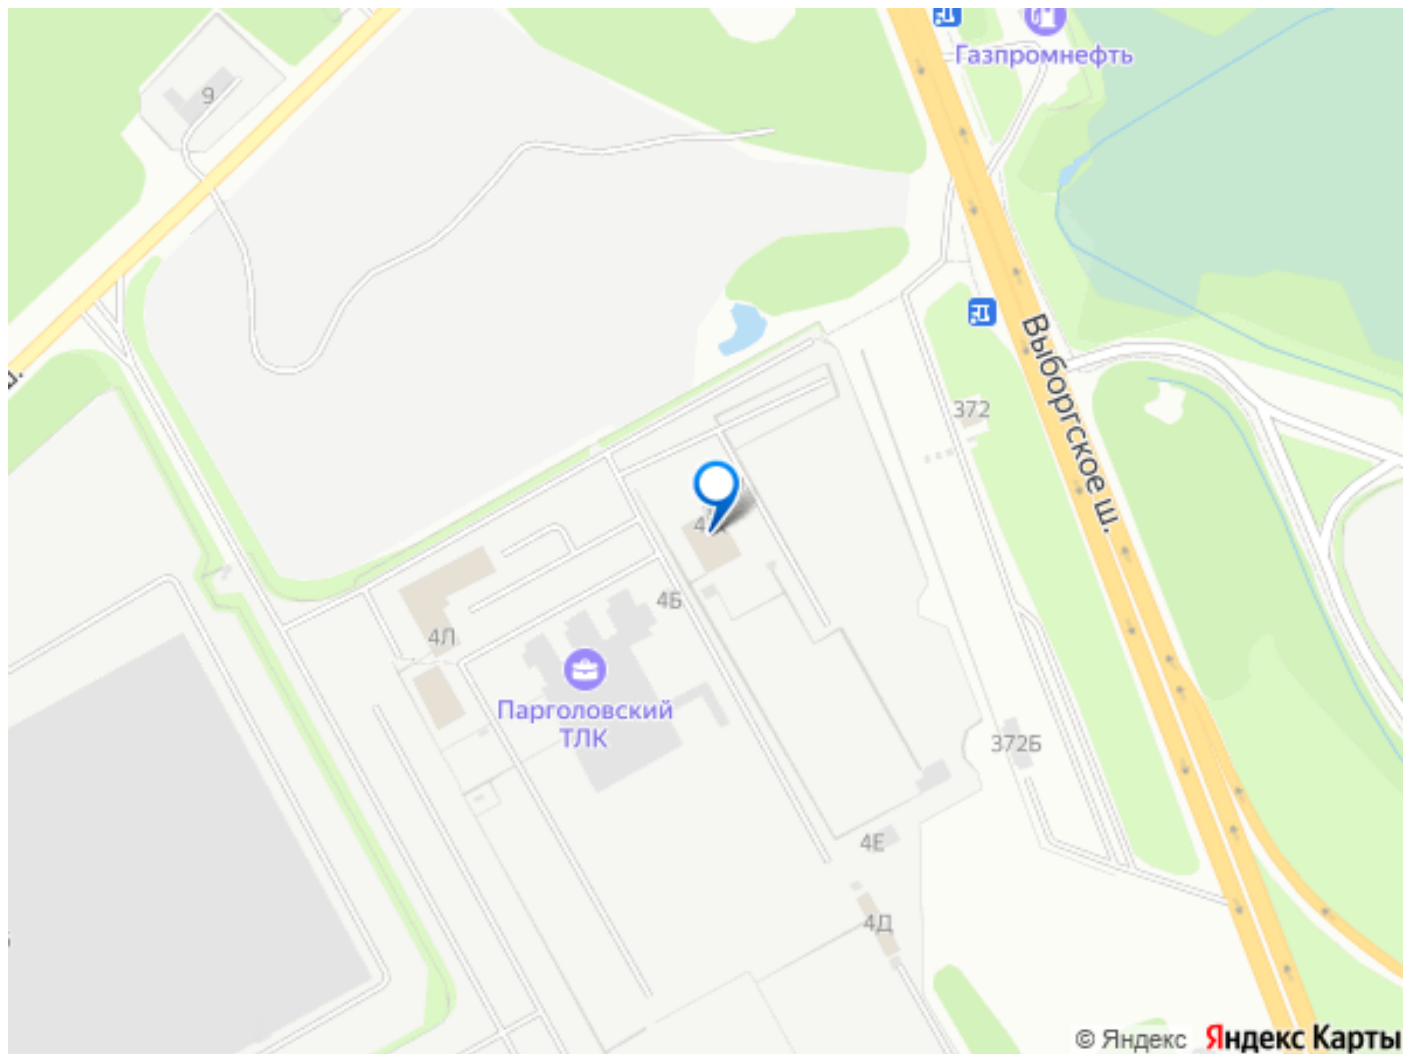 Газпромнефть
9
Выборгское ш.
ш.
372
4Б
4Л
Парголовский
ТЛК
372Б
4Е
4Д
© Яндекс Яндекс Карты